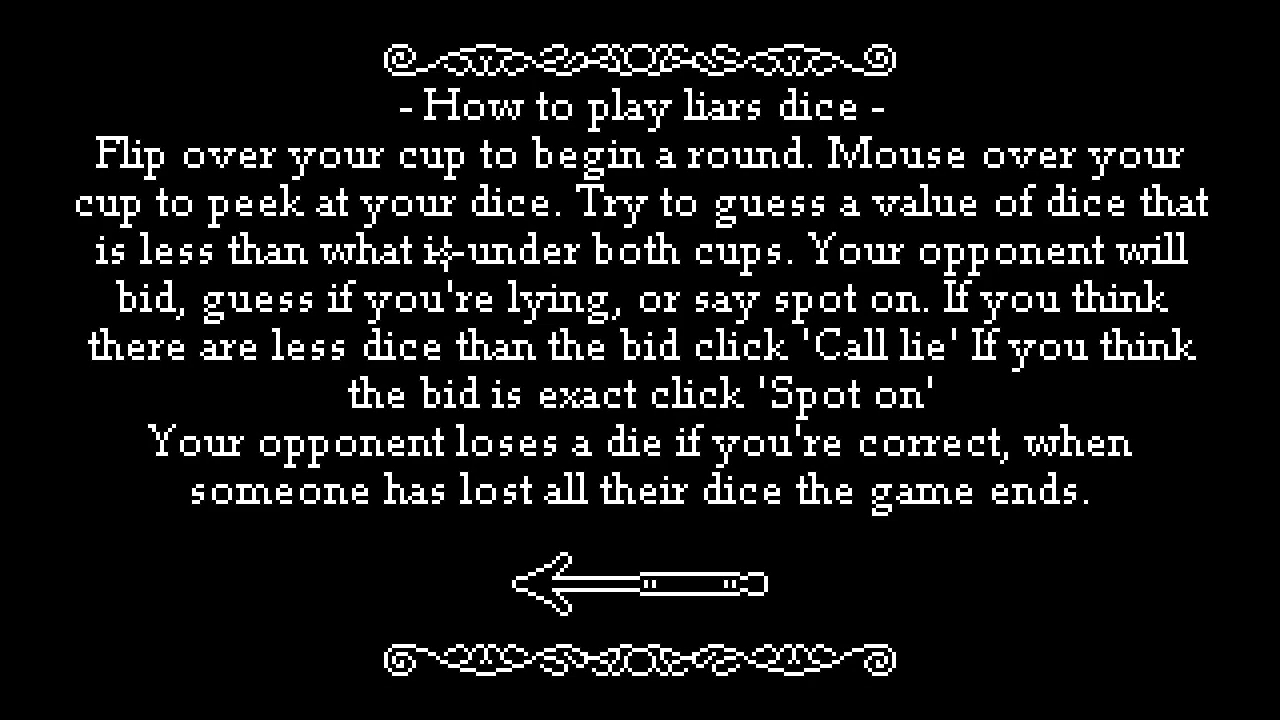 - How to play liars dice -
Flip over your cup to begin a round. Mouse over your
cup to peek at your dice. Try to guess a value of dice that
is less than what is under both cups. Your opponent will
bid, guess if you're lying, or say spot on. If you think
there are less dice than the bid click 'Call lie' If you think
the bid is exact click 'Spot on'
Your opponent loses a die if you're correct, when
someone has lost all their dice the game ends.